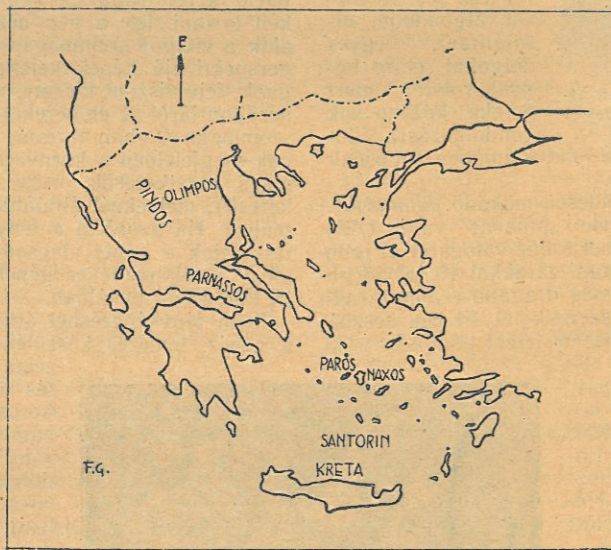 É
PINDOS
OLIMPOS
PARNASSOS
PAROS
NAXOS
SANTORIN
KRETA
F.G.